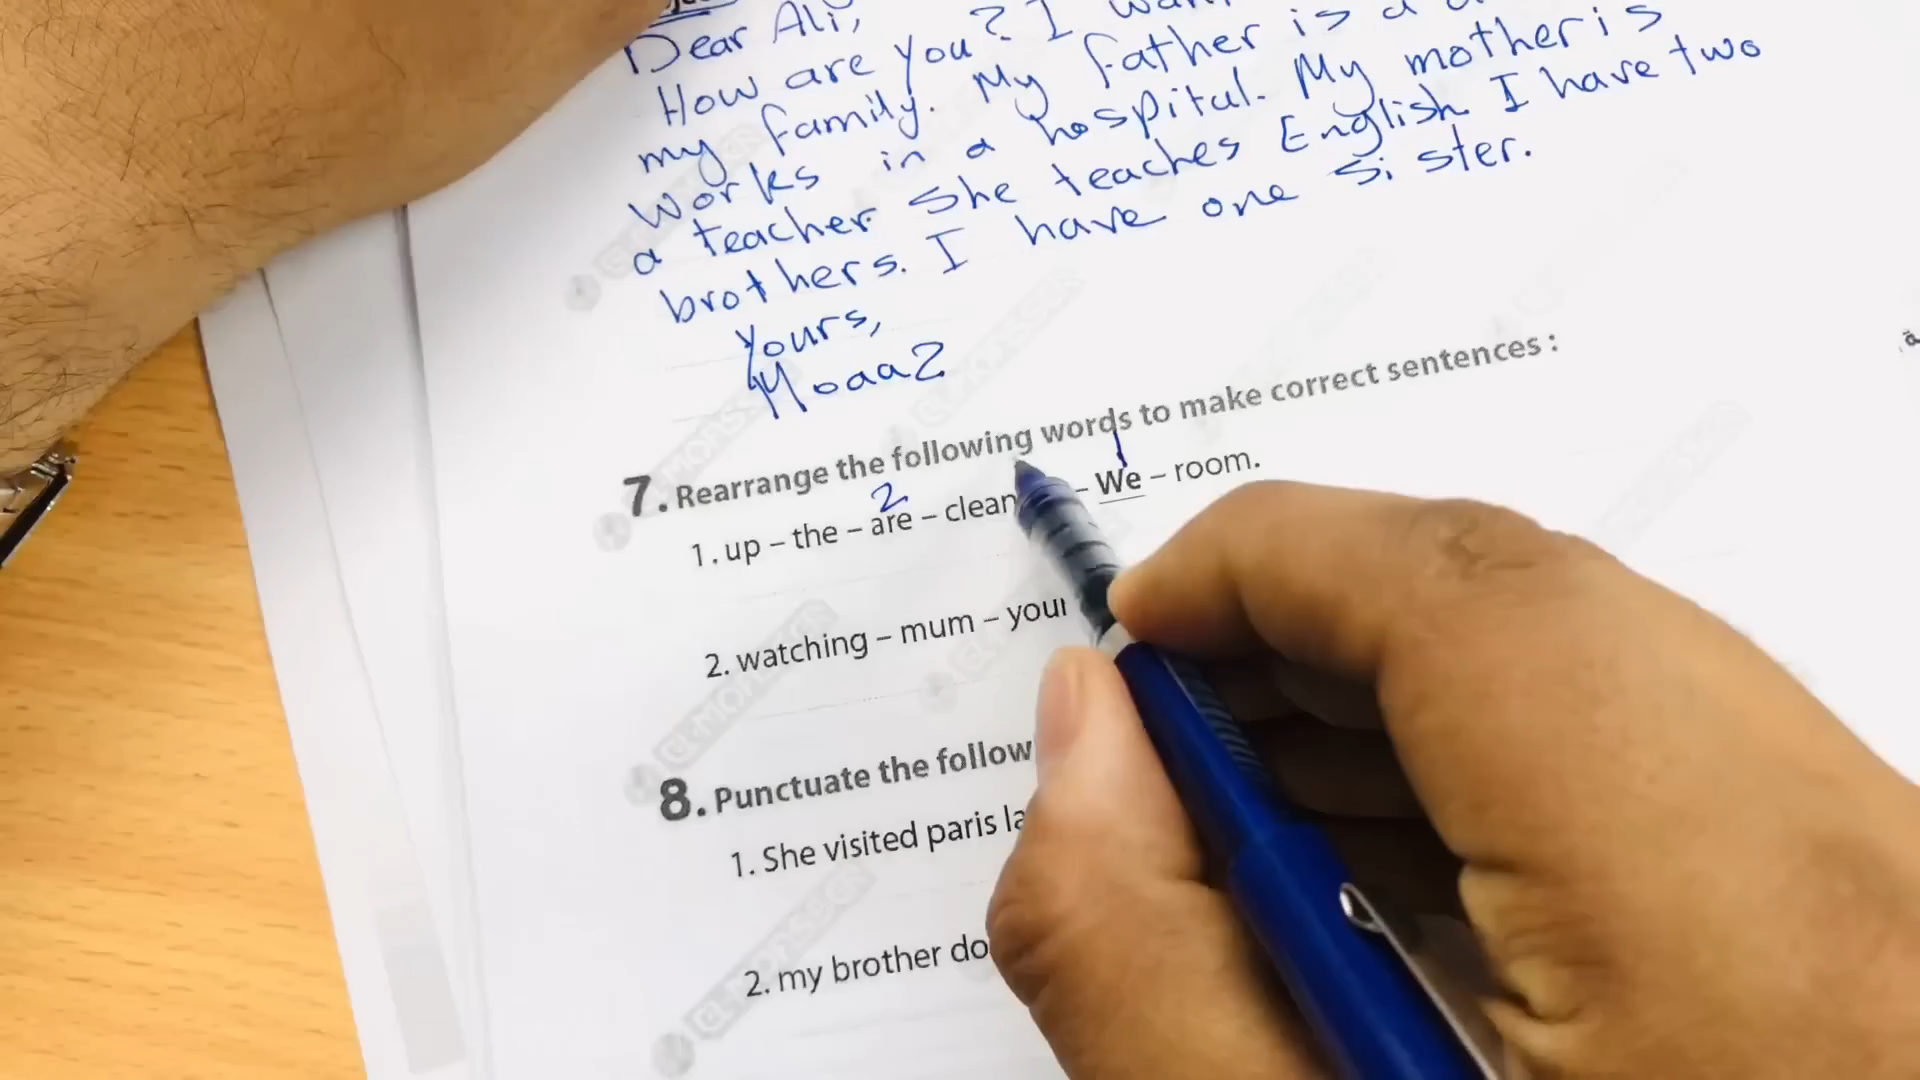 Dear Ali,
How are you? I want
my family. My father is a
works in a hospital. My mother is
a teacher. She teaches English. I have two
brothers. I have one sister.
Yours,
Moaaz
7. Rearrange the following words to make correct sentences :
2 1
1. up – the – are – clean – We – room.
2. watching – mum – your
8. Punctuate the follow
1. She visited paris la
2. my brother do